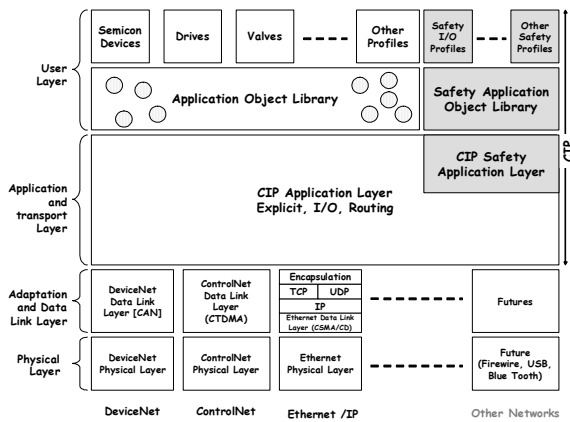 Semicon
Devices
Drives
Valves
Other
Profiles
Safety
I/O
Profiles
Other
Safety
Profiles
User
Layer
Application Object Library
Safety Application
Object Library
CIP
CIP Safety
Application Layer
Application
and
transport
Layer
CIP Application Layer
Explicit, I/O, Routing
Adaptation
and Data
Link Layer
DeviceNet
Data Link
Layer [CAN]
ControlNet
Data Link
Layer
(CTDMA)
Encapsulation
TCP
UDP
IP
Ethernet Data Link
Layer (CSMA/CD)
Futures
Physical
Layer
DeviceNet
Physical Layer
ControlNet
Physical Layer
Ethernet
Physical Layer
Future
(Firewire, USB,
Blue Tooth)
DeviceNet
ControlNet
Ethernet /IP
Other Networks